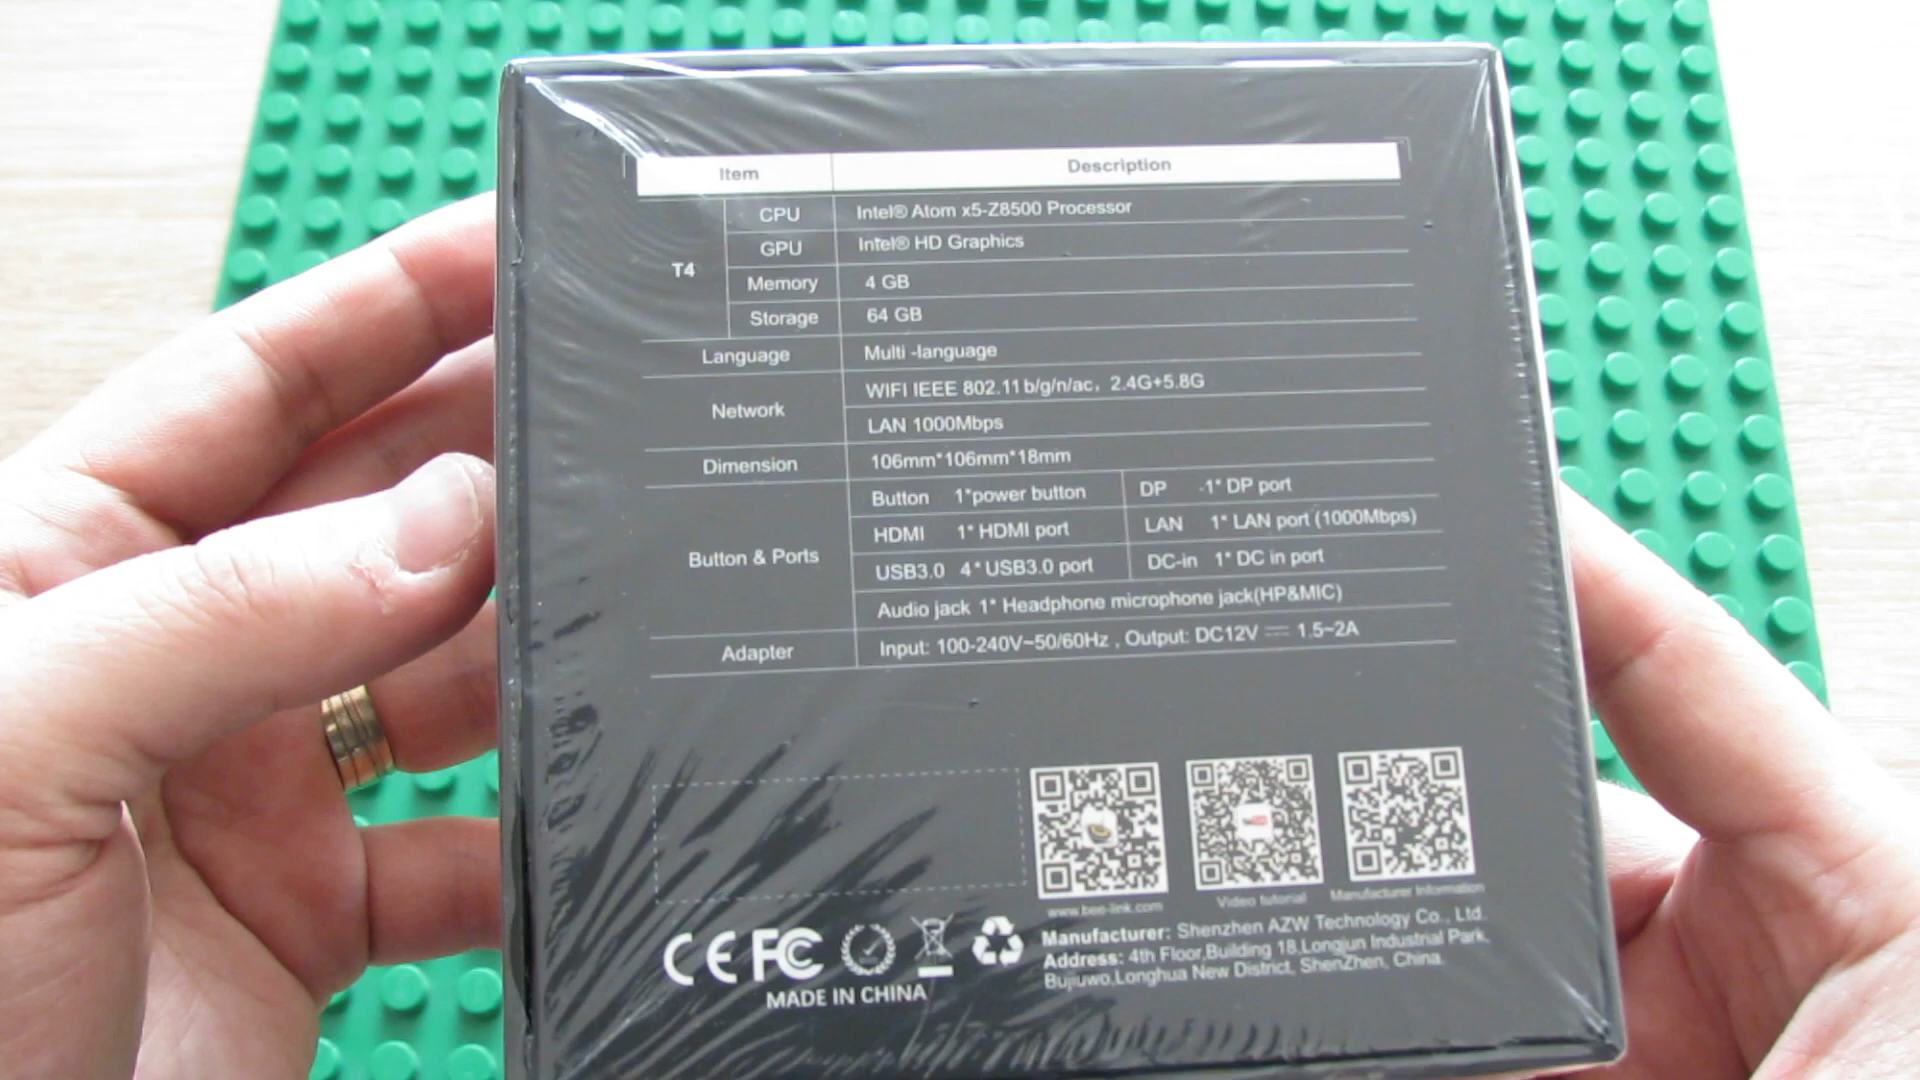 Item Description
T4
CPU Intel® Atom x5-Z8500 Processor
GPU Intel® HD Graphics
Memory 4 GB
Storage 64 GB
Language Multi -language
Network
WIFI IEEE 802.11 b/g/n/ac, 2.4G+5.8G
LAN 1000Mbps
Dimension 106mm*106mm*18mm
Button & Ports
Button 1*power button DP 1* DP port
HDMI 1* HDMI port LAN 1* LAN port (1000Mbps)
USB3.0 4* USB3.0 port DC-in 1* DC in port
Audio jack 1* Headphone microphone jack(HP&MIC)
Adapter Input: 100-240V~50/60Hz , Output: DC12V ⎓ 1.5~2A
www.bee-link.com Video tutorial Manufacturer Information
CE FC
MADE IN CHINA
Manufacturer: Shenzhen AZW Technology Co., Ltd.
Address: 4th Floor,Building 18,Longjun Industrial Park,
Bujiuwo,Longhua New District, ShenZhen, China.